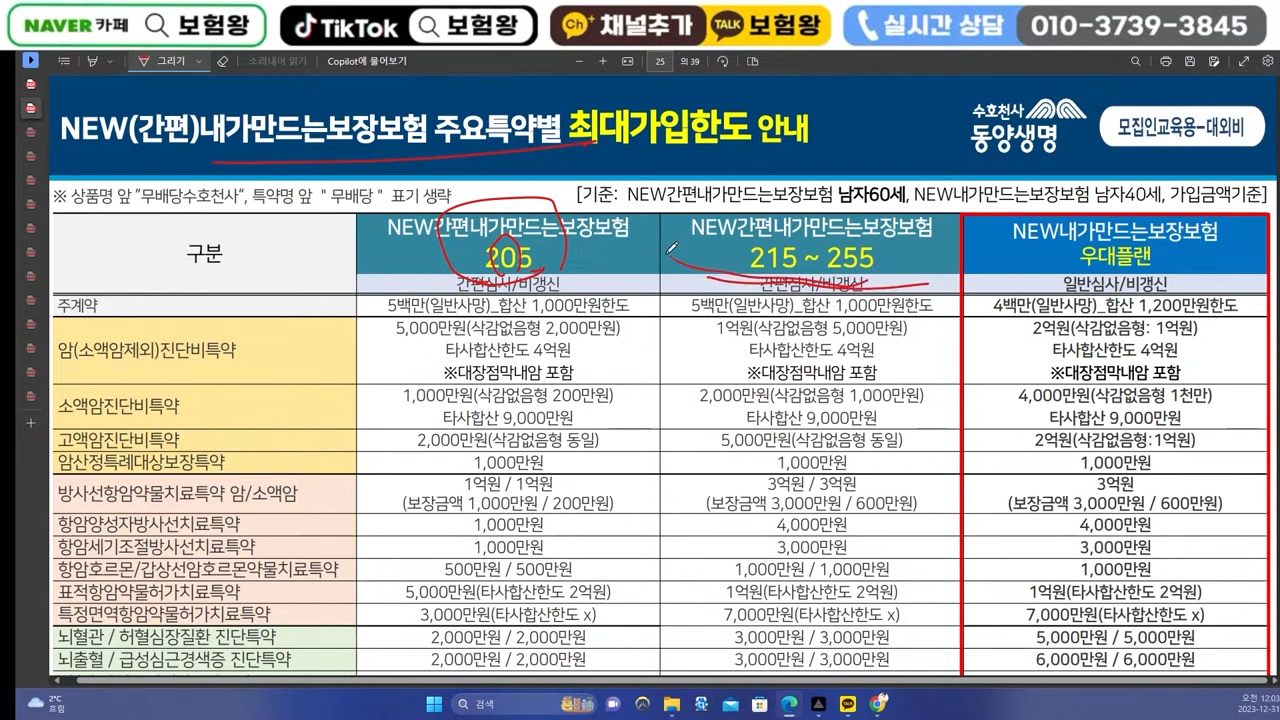 NAVER 카페 보험왕 TikTok 보험왕 Ch+ 채널추가 TALK 보험왕 실시간 상담 010-3739-3845
그리기 소리내어 읽기 Copilot에 물어보기 25 의 39
NEW(간편)내가만드는보장보험 주요특약별 최대가입한도 안내
수호천사
동양생명
모집인교육용-대외비
※ 상품명 앞 "무배당수호천사", 특약명 앞 " 무배당 " 표기 생략
[기준: NEW간편내가만드는보장보험 남자60세, NEW내가만드는보장보험 남자40세, 가입금액기준]
구분
NEW간편내가만드는보장보험
205
간편심사/비갱신
NEW간편내가만드는보장보험
215 ~ 255
간편심사/비갱신
NEW내가만드는보장보험
우대플랜
일반심사/비갱신
주계약
5백만(일반사망)_합산 1,000만원한도
5백만(일반사망)_합산 1,000만원한도
4백만(일반사망)_합산 1,200만원한도
암(소액암제외)진단비특약
5,000만원(삭감없음형 2,000만원)
타사합산한도 4억원
※대장점막내암 포함
1억원(삭감없음형 5,000만원)
타사합산한도 4억원
※대장점막내암 포함
2억원(삭감없음형: 1억원)
타사합산한도 4억원
※대장점막내암 포함
소액암진단비특약
1,000만원(삭감없음형 200만원)
타사합산 9,000만원
2,000만원(삭감없음형 1,000만원)
타사합산 9,000만원
4,000만원(삭감없음형 1천만)
타사합산 9,000만원
고액암진단비특약
2,000만원(삭감없음형 동일)
5,000만원(삭감없음형 동일)
2억원(삭감없음형:1억원)
암산정특례대상보장특약
1,000만원
1,000만원
1,000만원
방사선항암약물치료특약 암/소액암
1억원 / 1억원
(보장금액 1,000만원 / 200만원)
3억원 / 3억원
(보장금액 3,000만원 / 600만원)
3억원
(보장금액 3,000만원 / 600만원)
항암양성자방사선치료특약
1,000만원
4,000만원
4,000만원
항암세기조절방사선치료특약
1,000만원
3,000만원
3,000만원
항암호르몬/갑상선암호르몬약물치료특약
500만원 / 500만원
1,000만원 / 1,000만원
1,000만원
표적항암약물허가치료특약
5,000만원(타사합산한도 2억원)
1억원(타사합산한도 2억원)
1억원(타사합산한도 2억원)
특정면역항암약물허가치료특약
3,000만원(타사합산한도 x)
7,000만원(타사합산한도 x)
7,000만원(타사합산한도 x)
뇌혈관 / 허혈심장질환 진단특약
2,000만원 / 2,000만원
3,000만원 / 3,000만원
5,000만원 / 5,000만원
뇌출혈 / 급성심근경색증 진단특약
2,000만원 / 2,000만원
3,000만원 / 3,000만원
6,000만원 / 6,000만원
2°C
흐림
검색
오전 12:03
2023-12-31